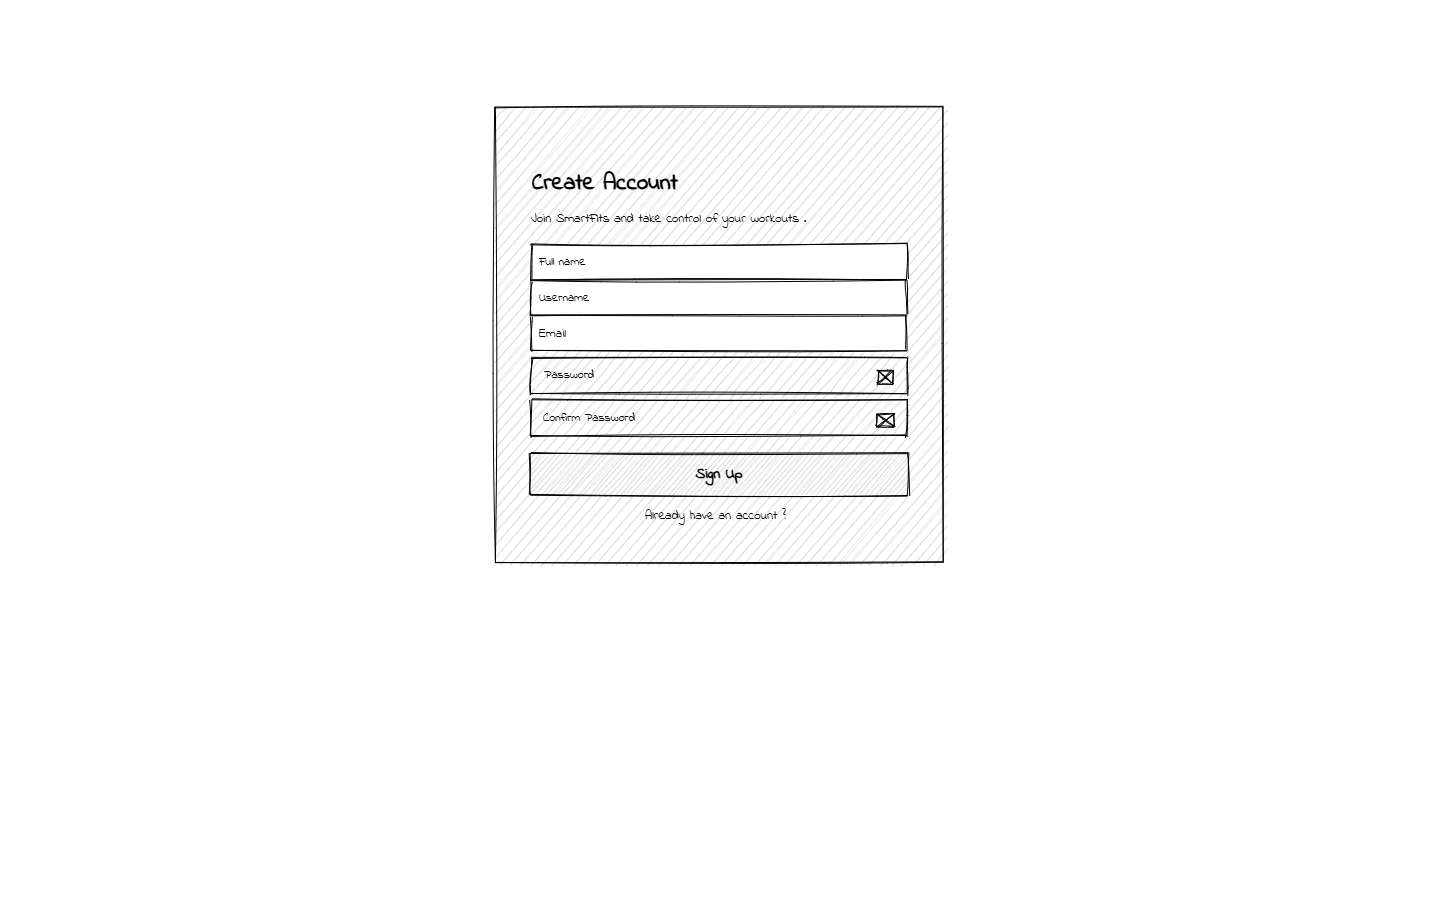 Create Account
Join SmartFits and take control of your workouts .
Full name
Username
Email
Password
Confirm Password
Sign Up
Already have an account ?